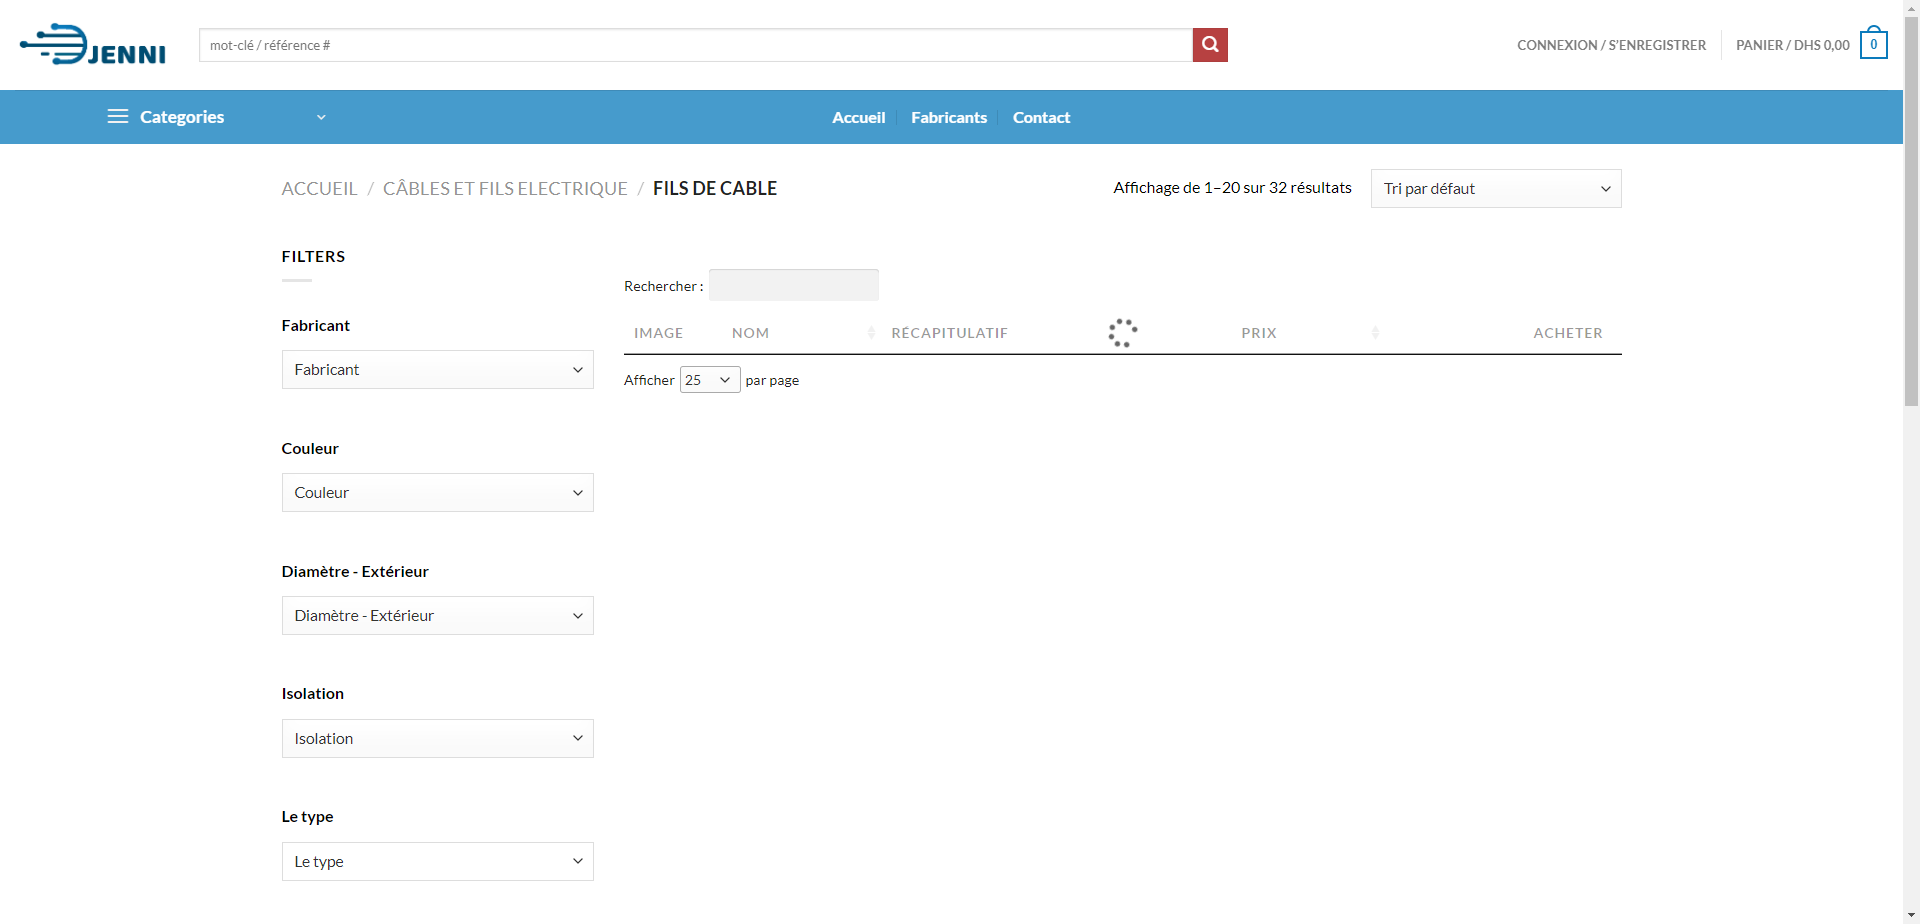 JENNI
mot-clé / référence #
CONNEXION / S'ENREGISTRER
PANIER / DHS 0,00
0
Categories
Accueil
Fabricants
Contact
ACCUEIL / CÂBLES ET FILS ELECTRIQUE / FILS DE CABLE
Affichage de 1–20 sur 32 résultats
Tri par défaut
FILTERS
Fabricant
Fabricant
Couleur
Couleur
Diamètre - Extérieur
Diamètre - Extérieur
Isolation
Isolation
Le type
Le type
Rechercher :
IMAGE NOM RÉCAPITULATIF PRIX ACHETER
Afficher 25 par page